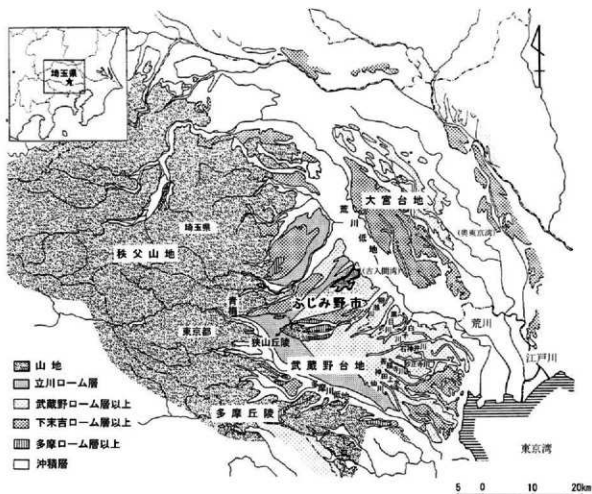 埼玉県
大宮台地
荒川低地
(奥東京湾)
(古入間湾)
埼玉県
秩父山地
ふじみ野市
青梅
東京都
狭山丘陵
武蔵野台地
荒川
江戸川
多摩丘陵
東京湾
山地
立川ローム層
武蔵野ローム層以上
下末吉ローム層以上
多摩ローム層以上
沖積層
5 0 10 20km